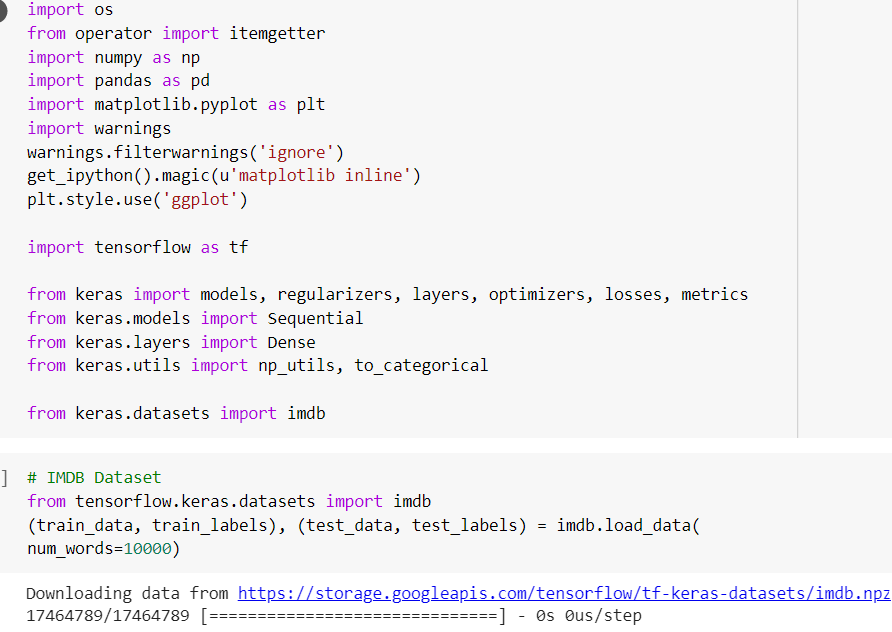 import os
from operator import itemgetter
import numpy as np
import pandas as pd
import matplotlib.pyplot as plt
import warnings
warnings.filterwarnings('ignore')
get_ipython().magic(u'matplotlib inline')
plt.style.use('ggplot')
import tensorflow as tf
from keras import models, regularizers, layers, optimizers, losses, metrics
from keras.models import Sequential
from keras.layers import Dense
from keras.utils import np_utils, to_categorical
from keras.datasets import imdb
] # IMDB Dataset
from tensorflow.keras.datasets import imdb
(train_data, train_labels), (test_data, test_labels) = imdb.load_data(
num_words=10000)
Downloading data from https://storage.googleapis.com/tensorflow/tf-keras-datasets/imdb.npz
17464789/17464789 [==============================] - 0s 0us/step